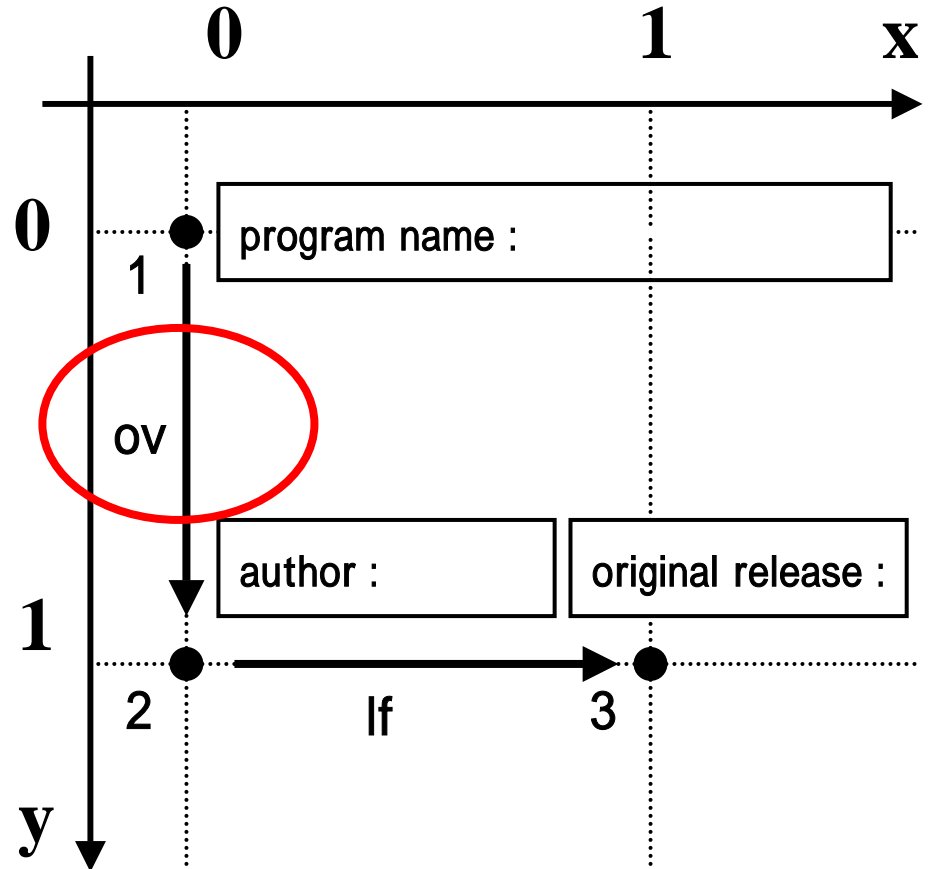 0 1 x
0
program name :
1
ov
author :
original release :
1
2
lf
3
y